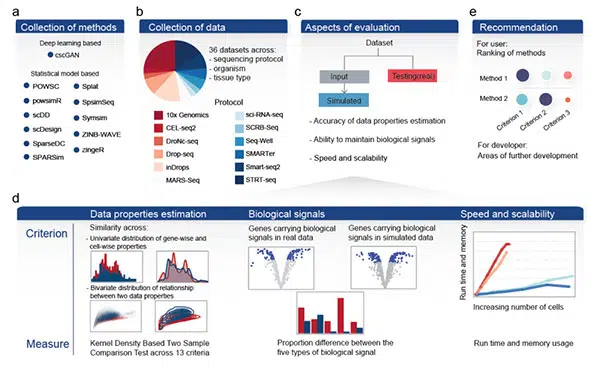 a
Collection of methods
Deep learning based
cscGAN
Statistical model based
POWSC
powsimR
scDD
scDesign
SparseDC
SPARSim
Splat
SpsimSeq
Symsim
ZINB-WAVE
zingeR
b
Collection of data
36 datasets across:
- sequencing protocol
- organism
- tissue type
Protocol
10x Genomics
CEL-seq2
DroNc-seq
Drop-seq
inDrops
MARS-Seq
sci-RNA-seq
SCRB-Seq
Seq-Well
SMARTer
Smart-seq2
STRT-seq
c
Aspects of evaluation
Dataset
Input
Testing(real)
Simulated
- Accuracy of data properties estimation
- Ability to maintain biological signals
- Speed and scalability
e
Recommendation
For user:
Ranking of methods
Method 1
Method 2
Criterion 1
Criterion 2
Criterion 3
For developer:
Areas of further development
d
Data properties estimation
Biological signals
Speed and scalability
Criterion
Similarity across:
- Univariate distribution of gene-wise and
cell-wise properties
- Bivariate distribution of relationship
between two data properties
Genes carrying biological
signals in real data
Genes carrying biological
signals in simulated data
Run time and memory
Increasing number of cells
Measure
Kernel Density Based Two Sample
Comparison Test across 13 criteria
Proportion difference between the
five types of biological signal
Run time and memory usage